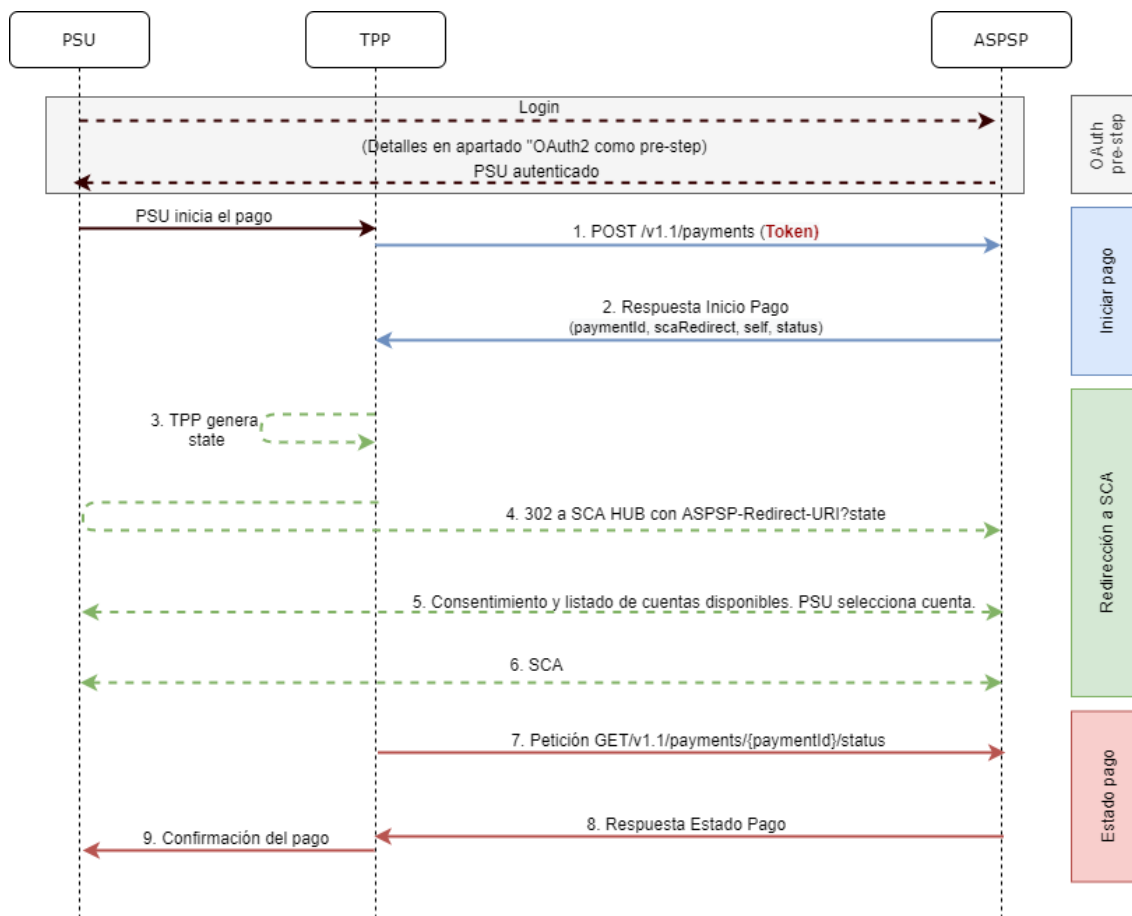 PSU
TPP
ASPSP
Login
(Detalles en apartado "OAuth2 como pre-step)
PSU autenticado
OAuth
pre-step
PSU inicia el pago
1. POST /v1.1/payments (Token)
2. Respuesta Inicio Pago
(paymentId, scaRedirect, self, status)
Iniciar pago
3. TPP genera
state
4. 302 a SCA HUB con ASPSP-Redirect-URI?state
5. Consentimiento y listado de cuentas disponibles. PSU selecciona cuenta.
6. SCA
Redirección a SCA
7. Petición GET/v1.1/payments/{paymentId}/status
8. Respuesta Estado Pago
9. Confirmación del pago
Estado pago